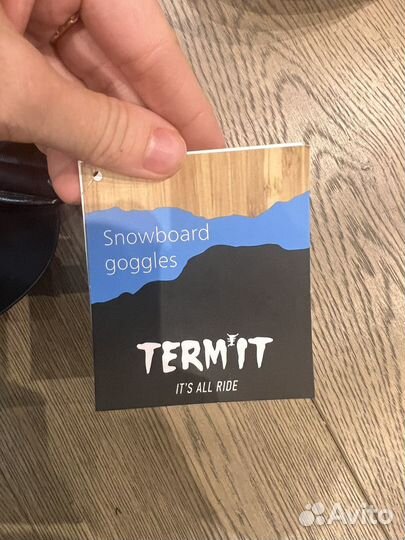 Snowboard
goggles
TERMIT
IT'S ALL RIDE
Avito